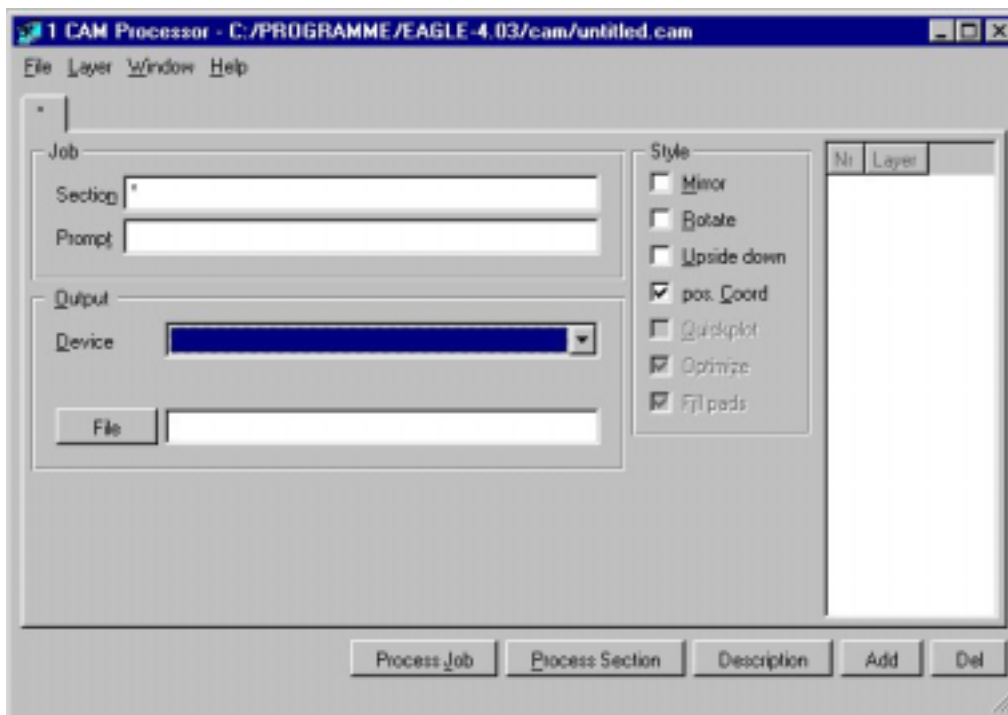 1 CAM Processor - C:/PROGRAMME/EAGLE-4.03/cam/untitled.cam
File Layer Window Help
*
Job
Section *
Prompt
Output
Device
File
Style
Mirror
Rotate
Upside down
pos. Coord
Quickplot
Optimize
Fill pads
Nr Layer
Process Job Process Section Description Add Del